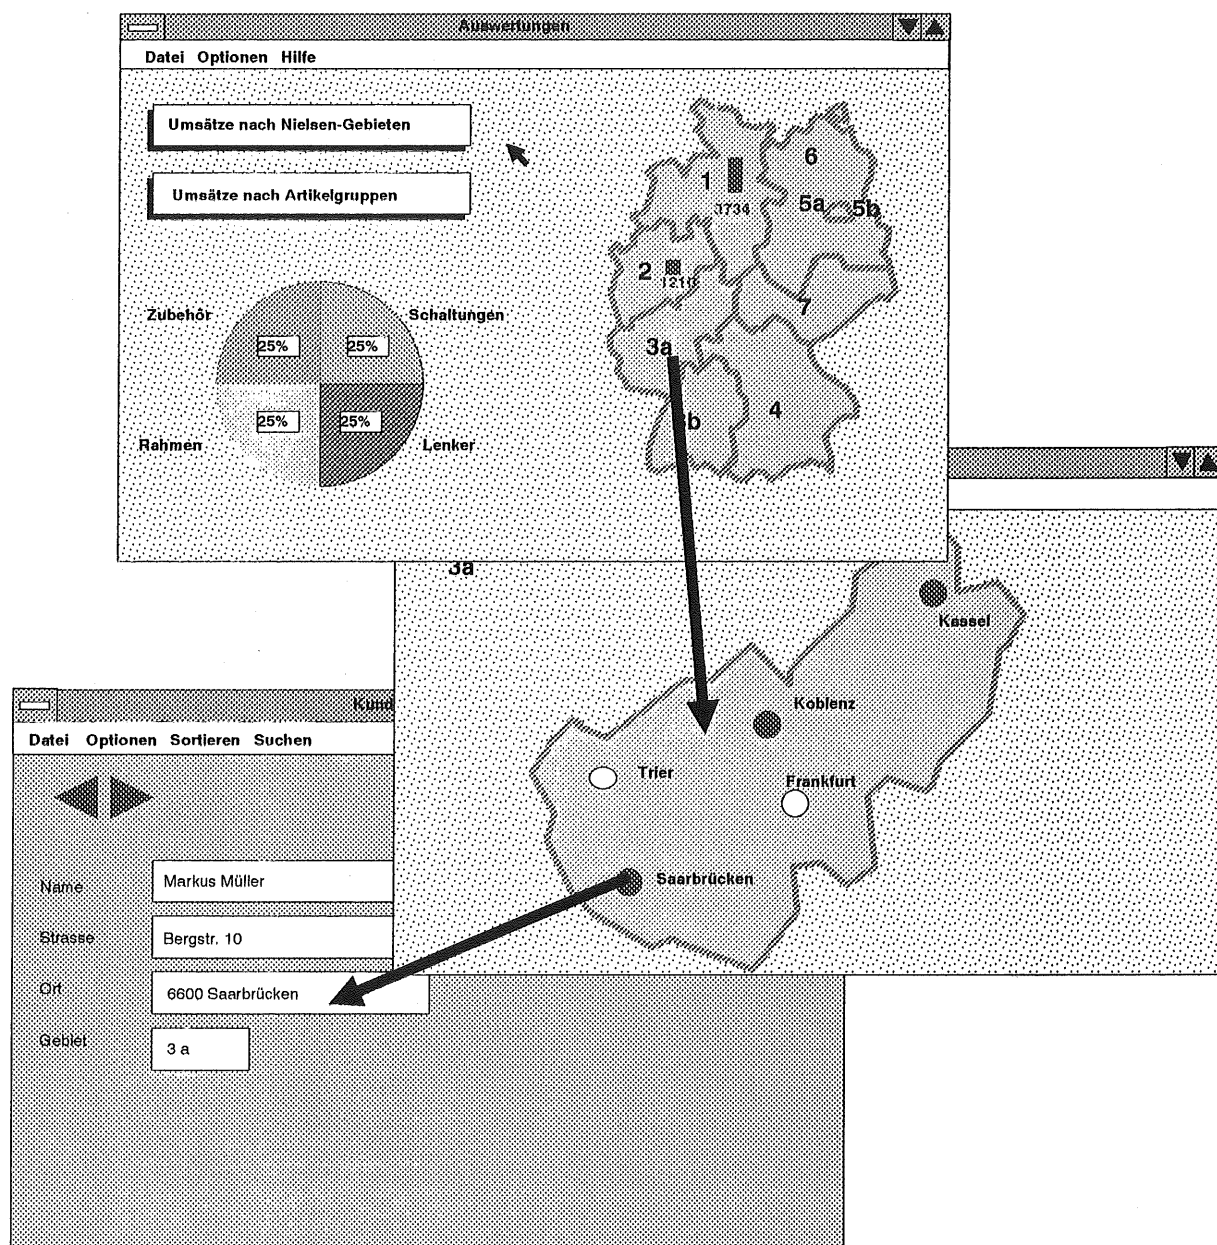 Auswertungen
Datei Optionen Hilfe
Umsätze nach Nielsen-Gebieten
Umsätze nach Artikelgruppen
Zubehör
Schaltungen
25%
25%
25%
25%
Rahmen
Lenker
6
1
5a
5b
3734
2
1210
7
3a
4
b
3a
Kassel
Koblenz
Trier
Frankfurt
Saarbrücken
Kund
Datei Optionen Sortieren Suchen
Name
Markus Müller
Strasse
Bergstr. 10
Ort
6600 Saarbrücken
Gebiet
3 a